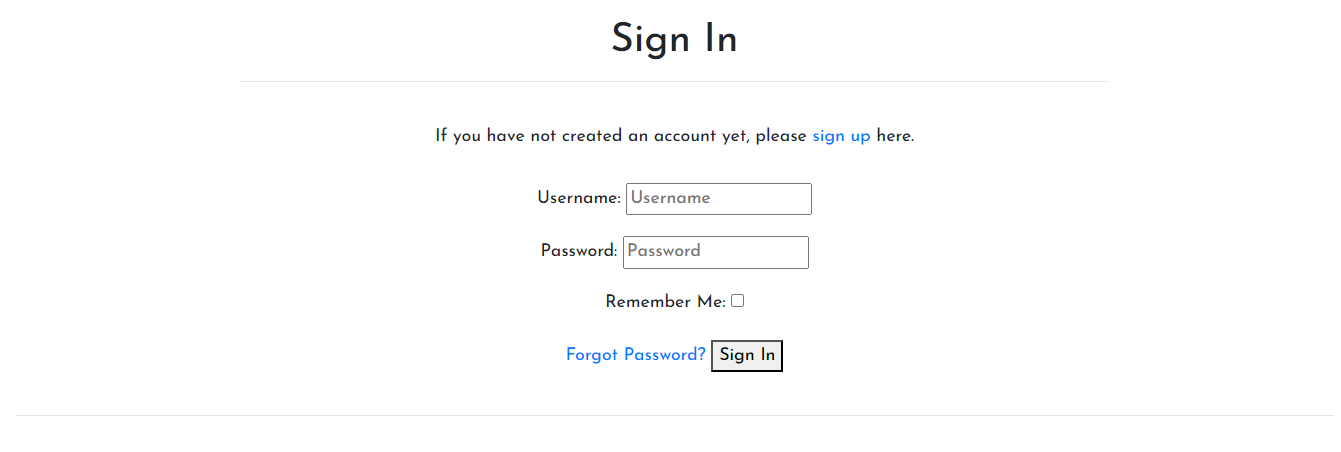 Sign In
If you have not created an account yet, please sign up here.
Username: Username
Password: Password
Remember Me:
Forgot Password? Sign In